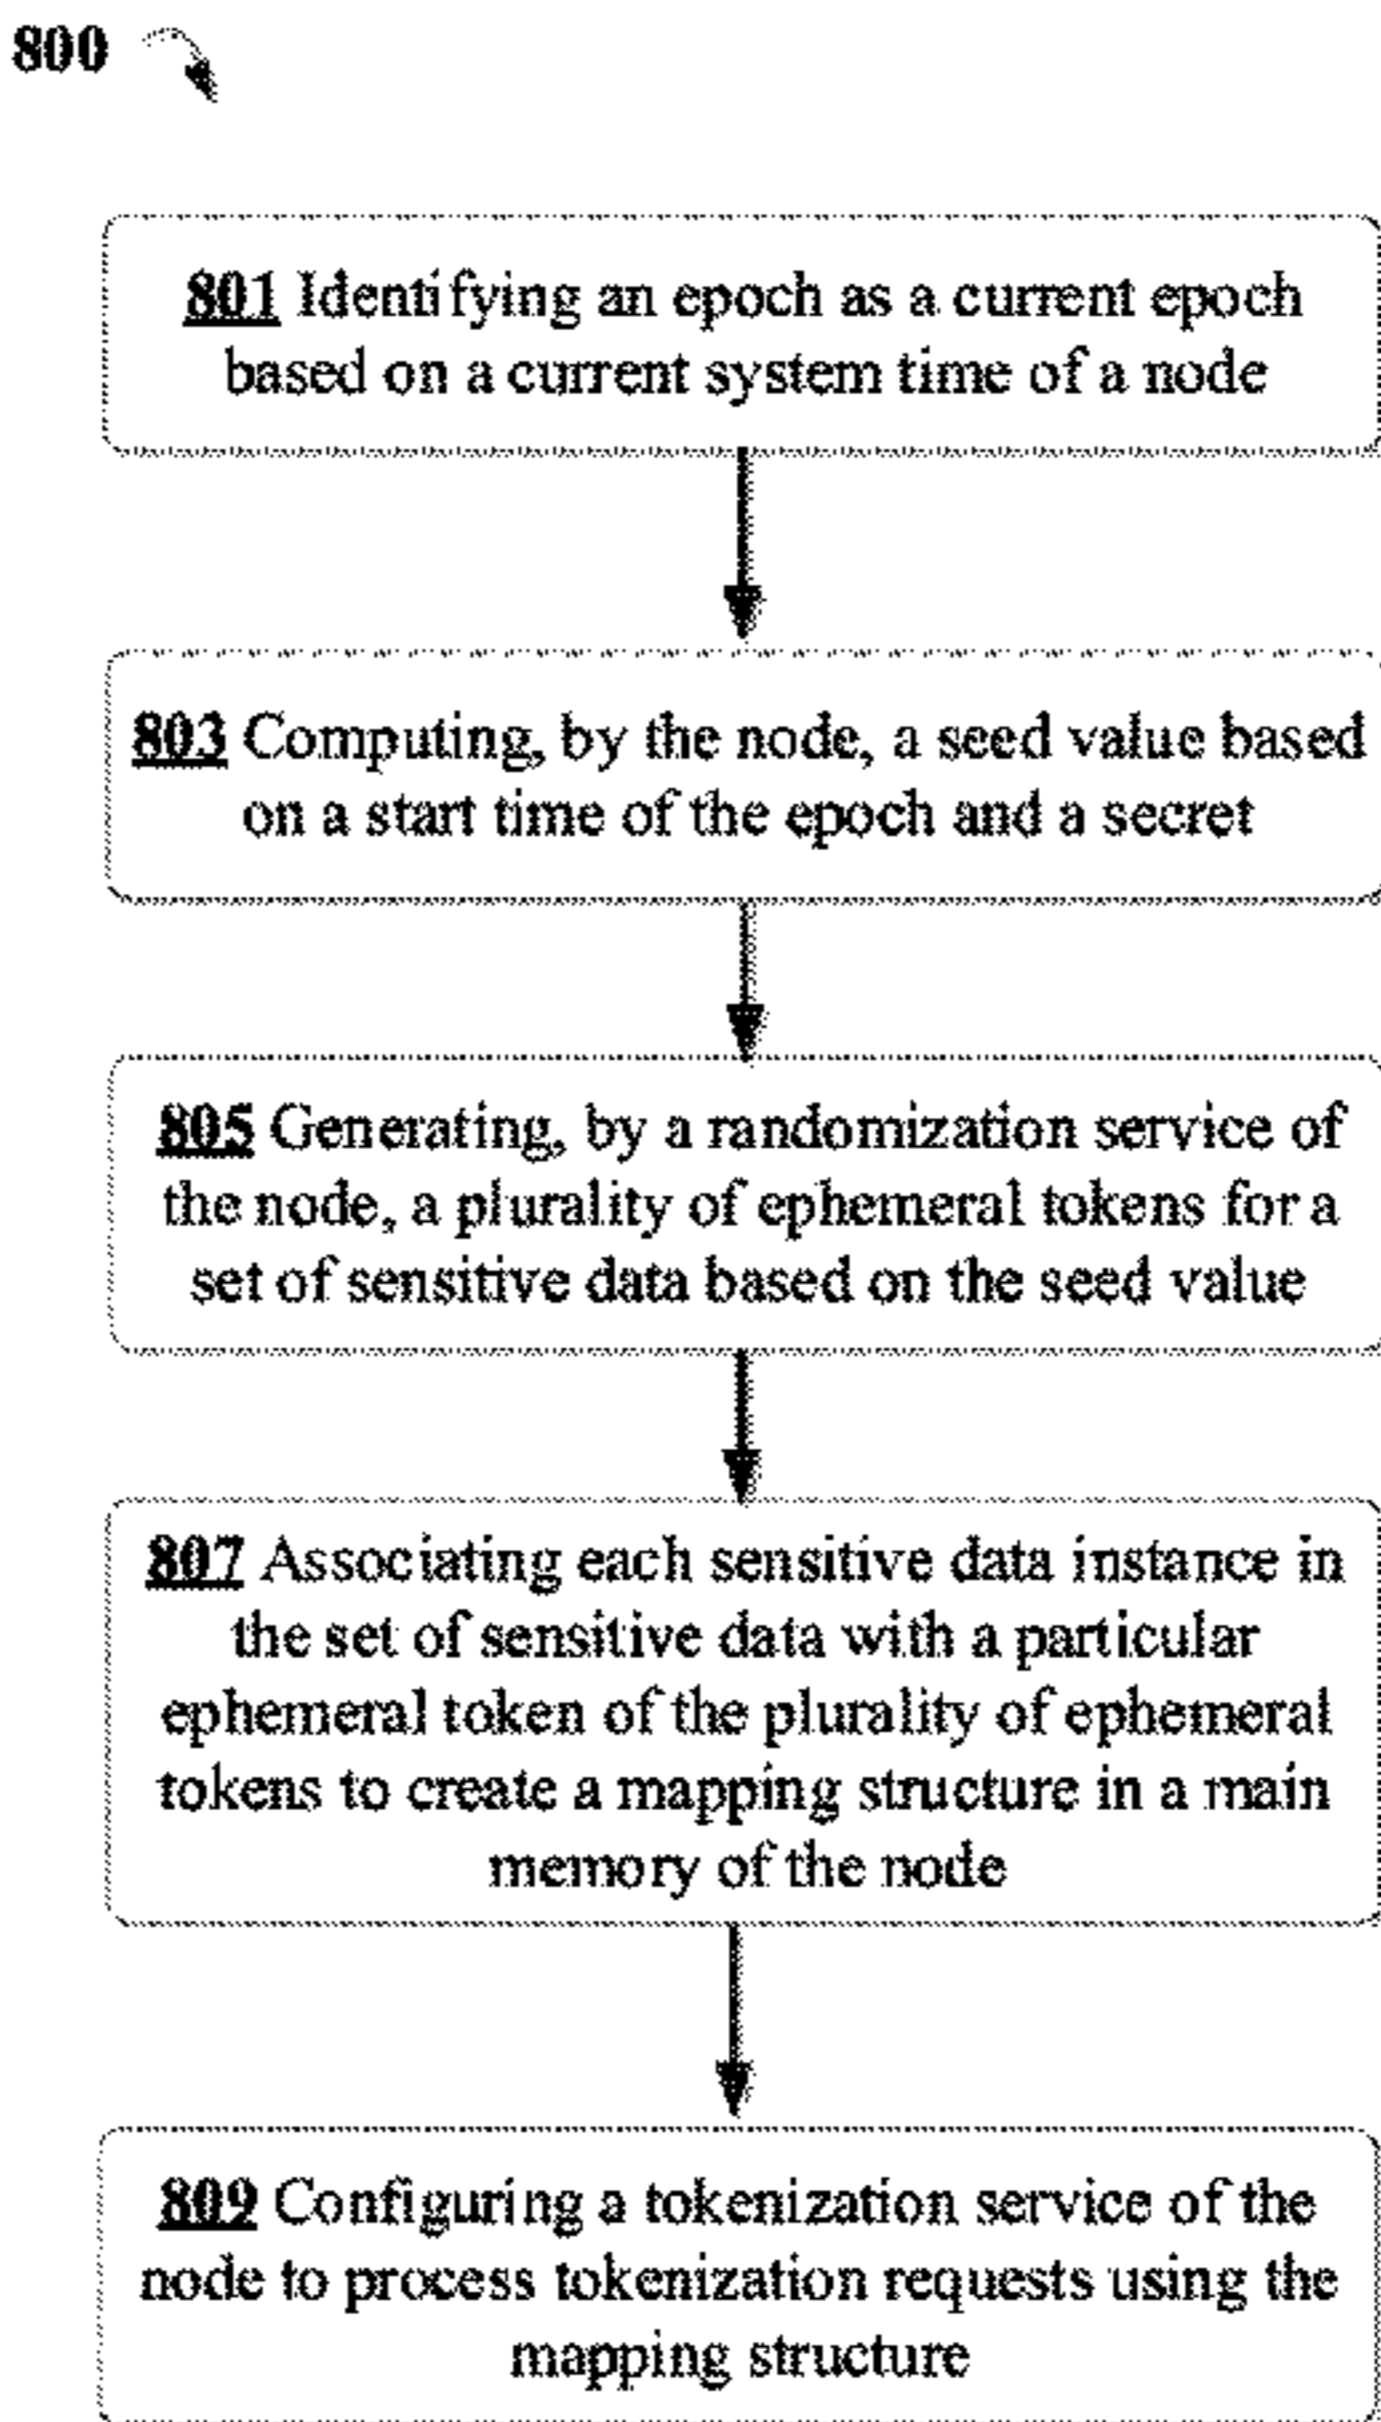 800
801 Identifying an epoch as a current epoch
based on a current system time of a node
803 Computing, by the node, a seed value based
on a start time of the epoch and a secret
805 Generating, by a randomization service of
the node, a plurality of ephemeral tokens for a
set of sensitive data based on the seed value
807 Associating each sensitive data instance in
the set of sensitive data with a particular
ephemeral token of the plurality of ephemeral
tokens to create a mapping structure in a main
memory of the node
809 Configuring a tokenization service of the
node to process tokenization requests using the
mapping structure